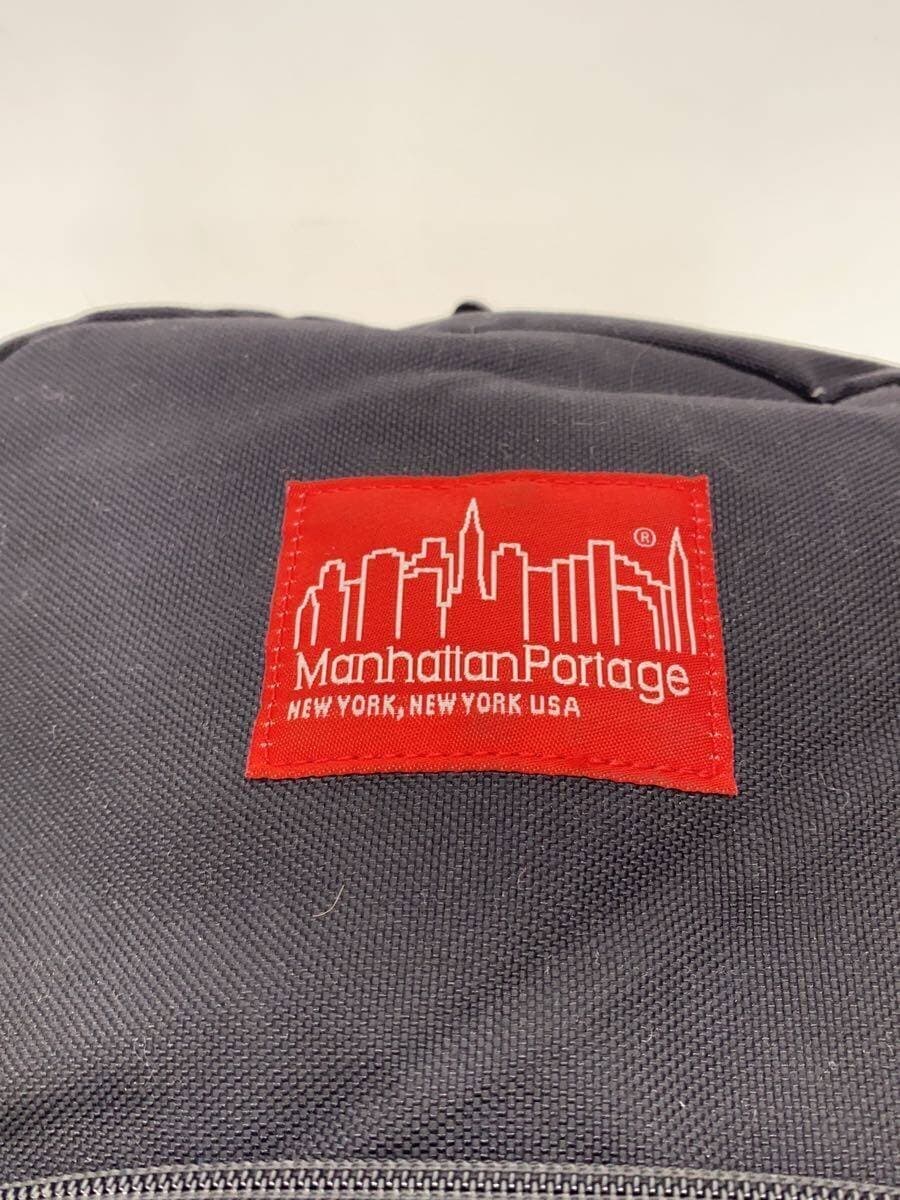 ®
ManhattanPortage
NEW YORK, NEW YORK USA